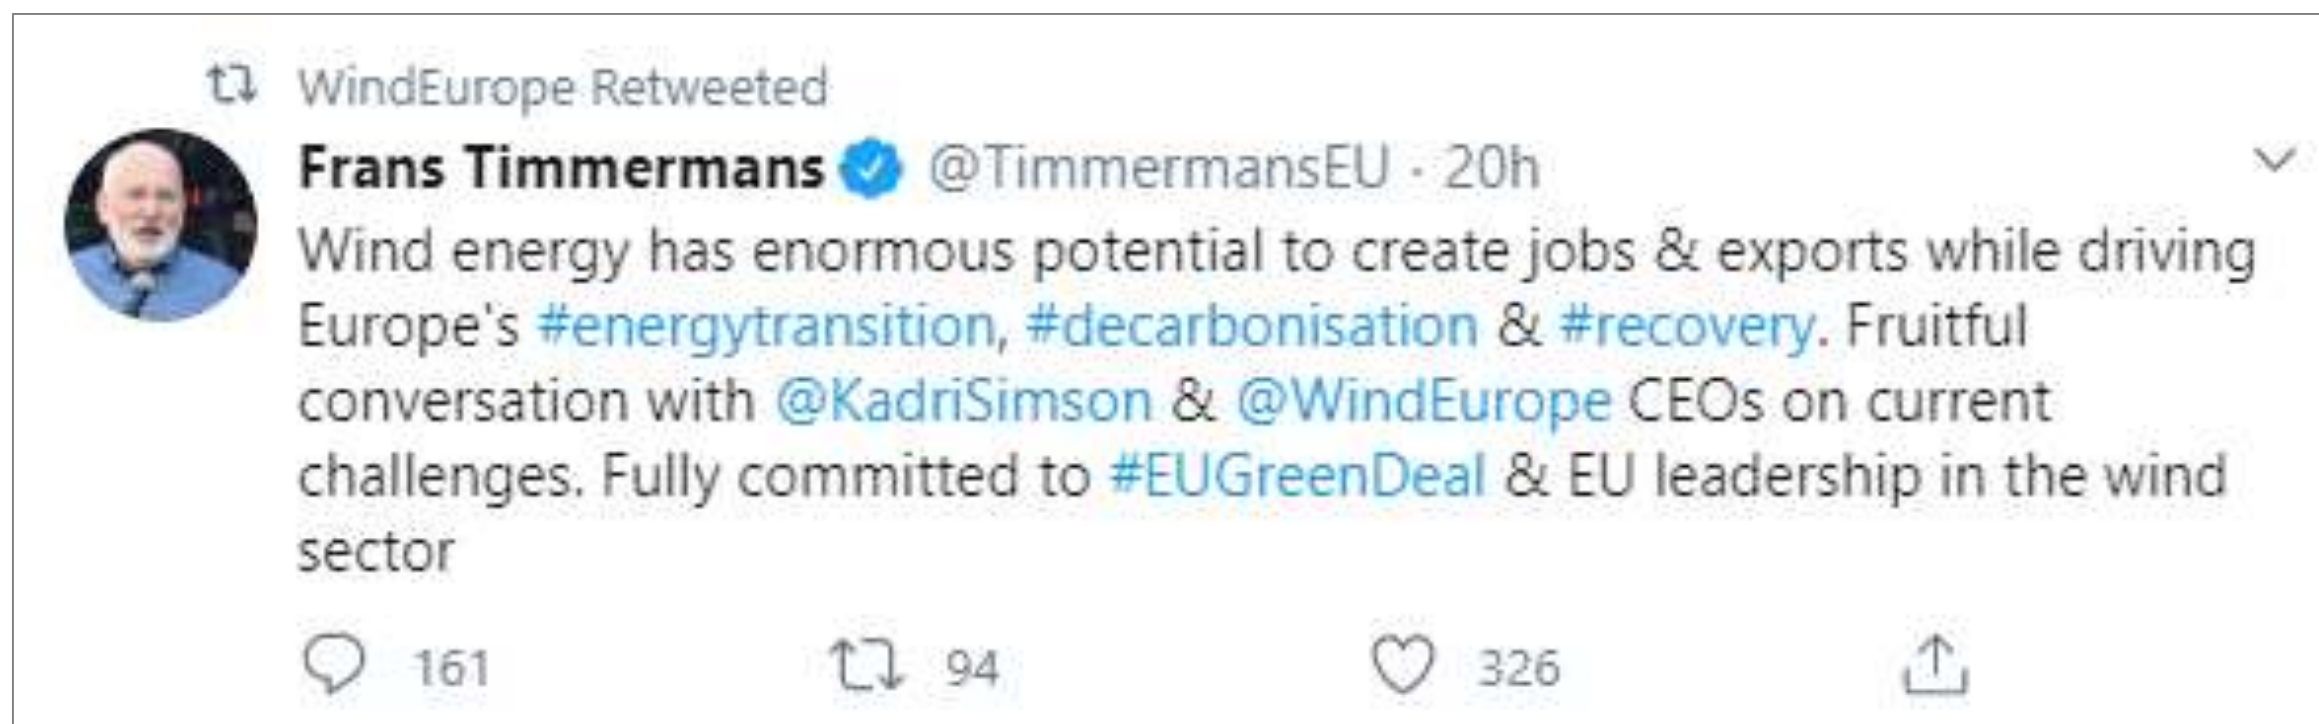 WindEurope Retweeted
Frans Timmermans @TimmermansEU · 20h
Wind energy has enormous potential to create jobs & exports while driving
Europe's #energytransition, #decarbonisation & #recovery. Fruitful
conversation with @KadriSimson & @WindEurope CEOs on current
challenges. Fully committed to #EUGreenDeal & EU leadership in the wind
sector
161 94 326